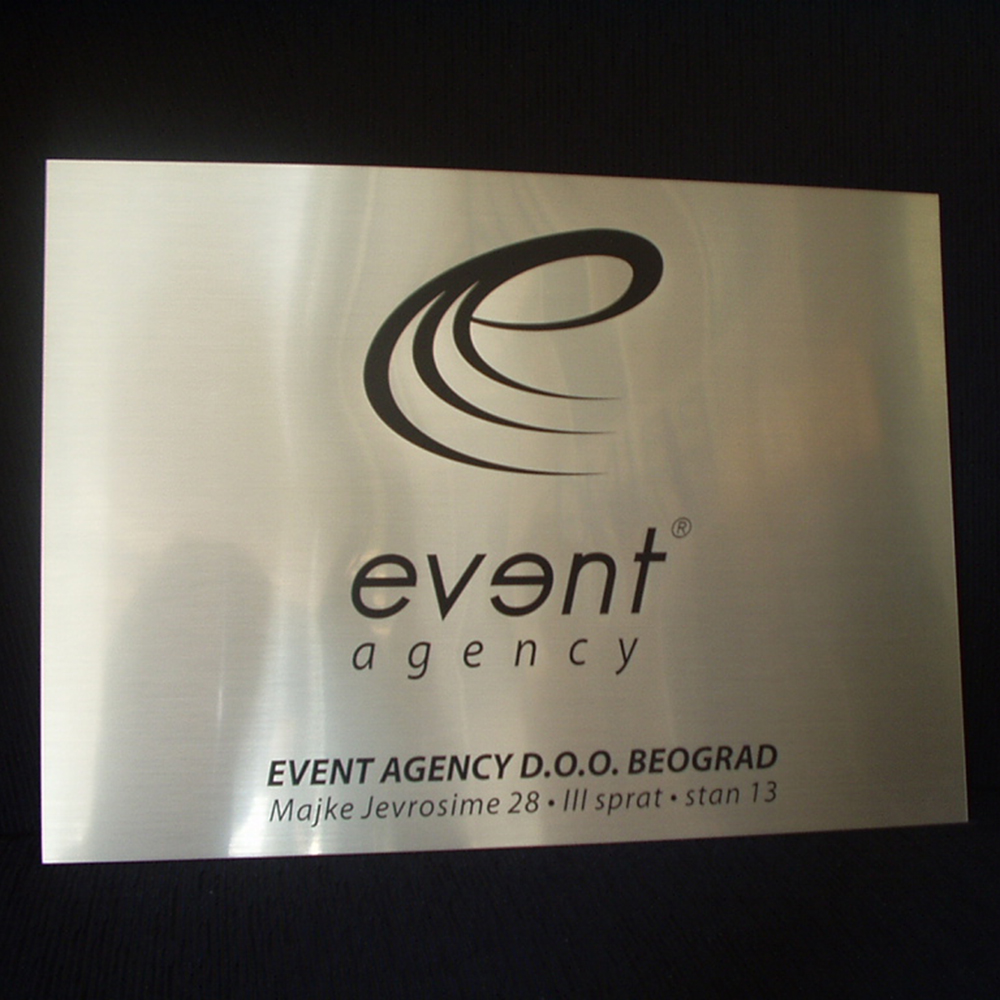 event®
agency
EVENT AGENCY D.O.O. BEOGRAD
Majke Jevrosime 28 • III sprat • stan 13